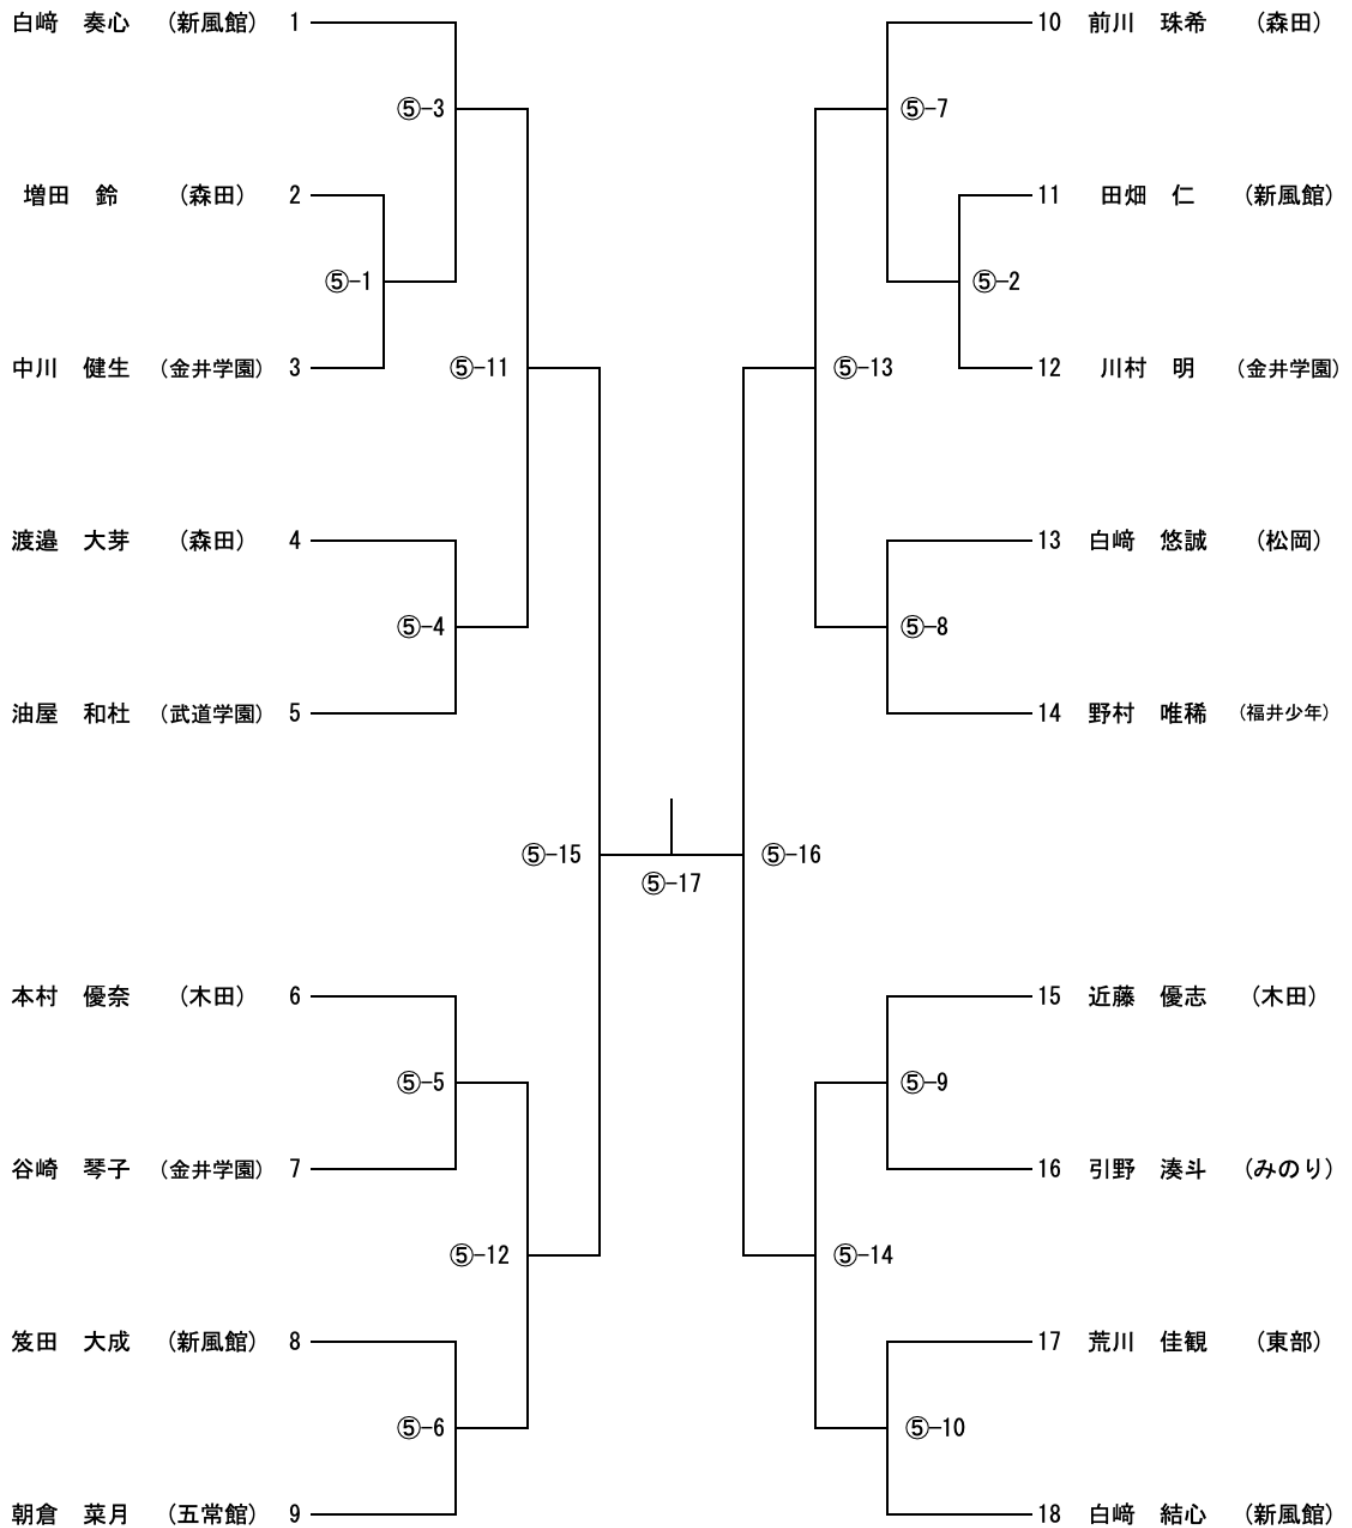 白﨑　奏心　（新風館）　1
⑤-3
増田　鈴　（森田）　2
⑤-1
中川　健生　（金井学園）　3
⑤-11
渡邉　大芽　（森田）　4
⑤-4
油屋　和杜　（武道学園）　5
⑤-15
⑤-17
本村　優奈　（木田）　6
⑤-5
谷崎　琴子　（金井学園）　7
⑤-12
笈田　大成　（新風館）　8
⑤-6
朝倉　菜月　（五常館）　9
10　前川　珠希　（森田）
⑤-7
11　田畑　仁　（新風館）
⑤-2
12　川村　明　（金井学園）
⑤-13
13　白﨑　悠誠　（松岡）
⑤-8
14　野村　唯稀　（福井少年）
⑤-16
15　近藤　優志　（木田）
⑤-9
16　引野　湊斗　（みのり）
⑤-14
17　荒川　佳観　（東部）
⑤-10
18　白﨑　結心　（新風館）